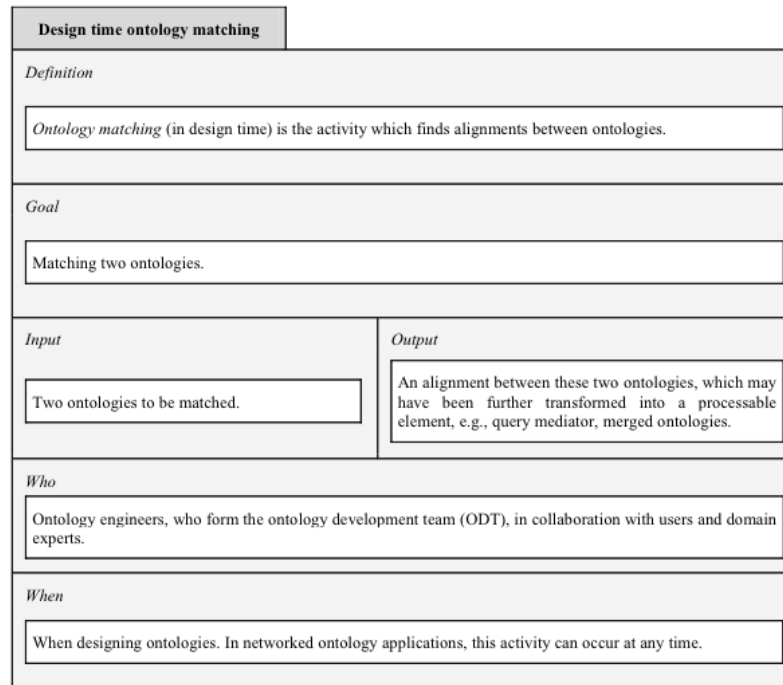 Design time ontology matching
Definition
Ontology matching (in design time) is the activity which finds alignments between ontologies.
Goal
Matching two ontologies.
Input
Two ontologies to be matched.
Output
An alignment between these two ontologies, which may
have been further transformed into a processable
element, e.g., query mediator, merged ontologies.
Who
Ontology engineers, who form the ontology development team (ODT), in collaboration with users and domain
experts.
When
When designing ontologies. In networked ontology applications, this activity can occur at any time.